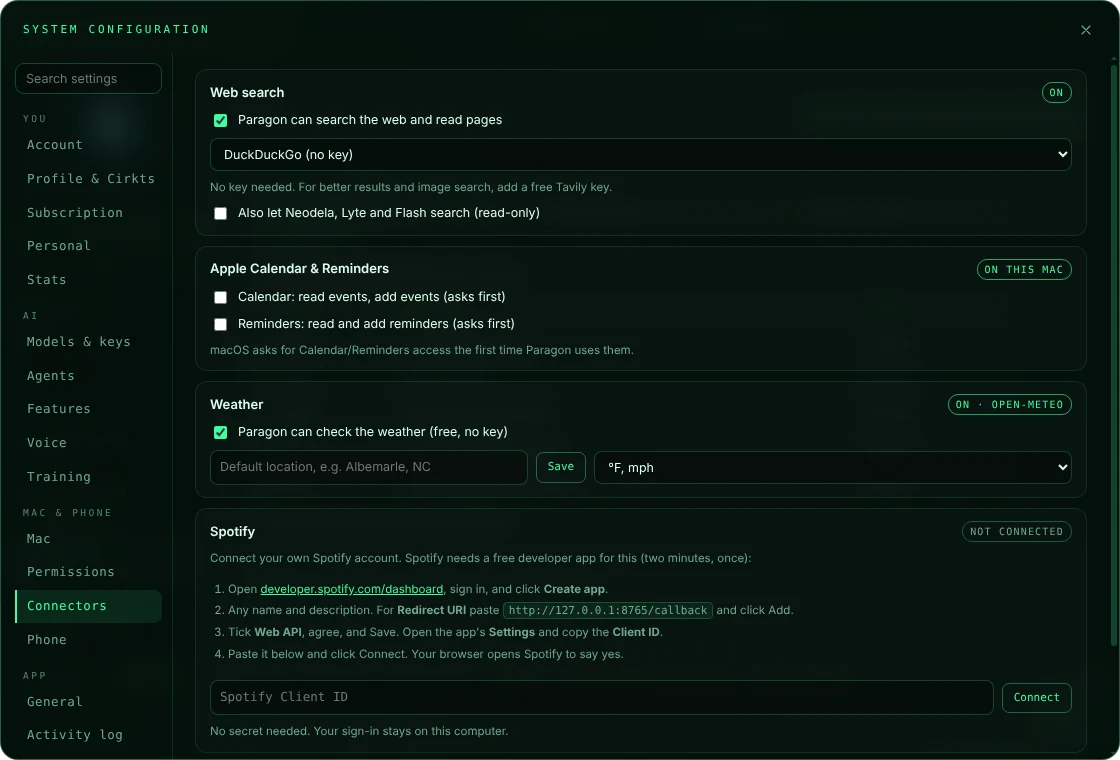 SYSTEM CONFIGURATION
Search settings
YOU
Account
Profile & Cirkts
Subscription
Personal
Stats
AI
Models & keys
Agents
Features
Voice
Training
MAC & PHONE
Mac
Permissions
Connectors
Phone
APP
General
Activity log
Web search
ON
Paragon can search the web and read pages
DuckDuckGo (no key)
No key needed. For better results and image search, add a free Tavily key.
Also let Neodela, Lyte and Flash search (read-only)
Apple Calendar & Reminders
ON THIS MAC
Calendar: read events, add events (asks first)
Reminders: read and add reminders (asks first)
macOS asks for Calendar/Reminders access the first time Paragon uses them.
Weather
ON · OPEN-METEO
Paragon can check the weather (free, no key)
Default location, e.g. Albemarle, NC
Save
°F, mph
Spotify
NOT CONNECTED
Connect your own Spotify account. Spotify needs a free developer app for this (two minutes, once):
1. Open developer.spotify.com/dashboard, sign in, and click Create app.
2. Any name and description. For Redirect URI paste http://127.0.0.1:8765/callback and click Add.
3. Tick Web API, agree, and Save. Open the app's Settings and copy the Client ID.
4. Paste it below and click Connect. Your browser opens Spotify to say yes.
Spotify Client ID
Connect
No secret needed. Your sign-in stays on this computer.